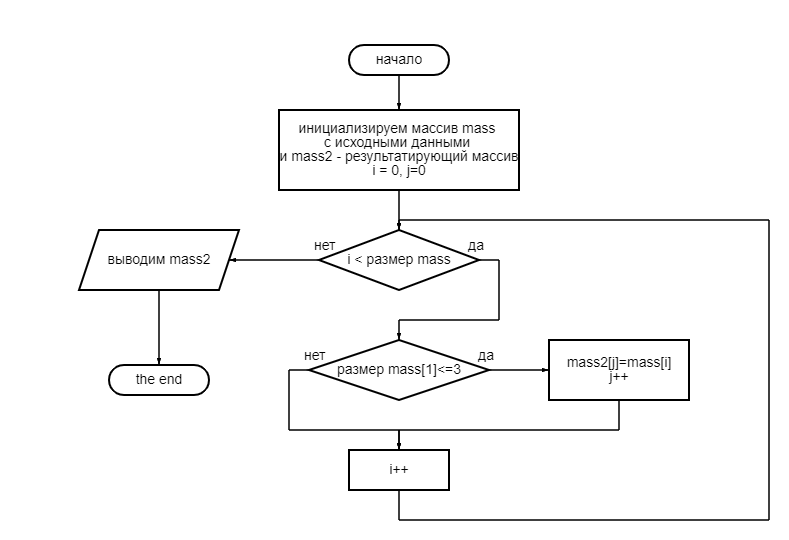 начало
инициализируем массив mass
с исходными данными
и mass2 - результатирующий массив
i = 0, j=0
нет
i < размер mass
да
выводим mass2
нет
размер mass[1]<=3
да
mass2[j]=mass[i]
j++
the end
i++